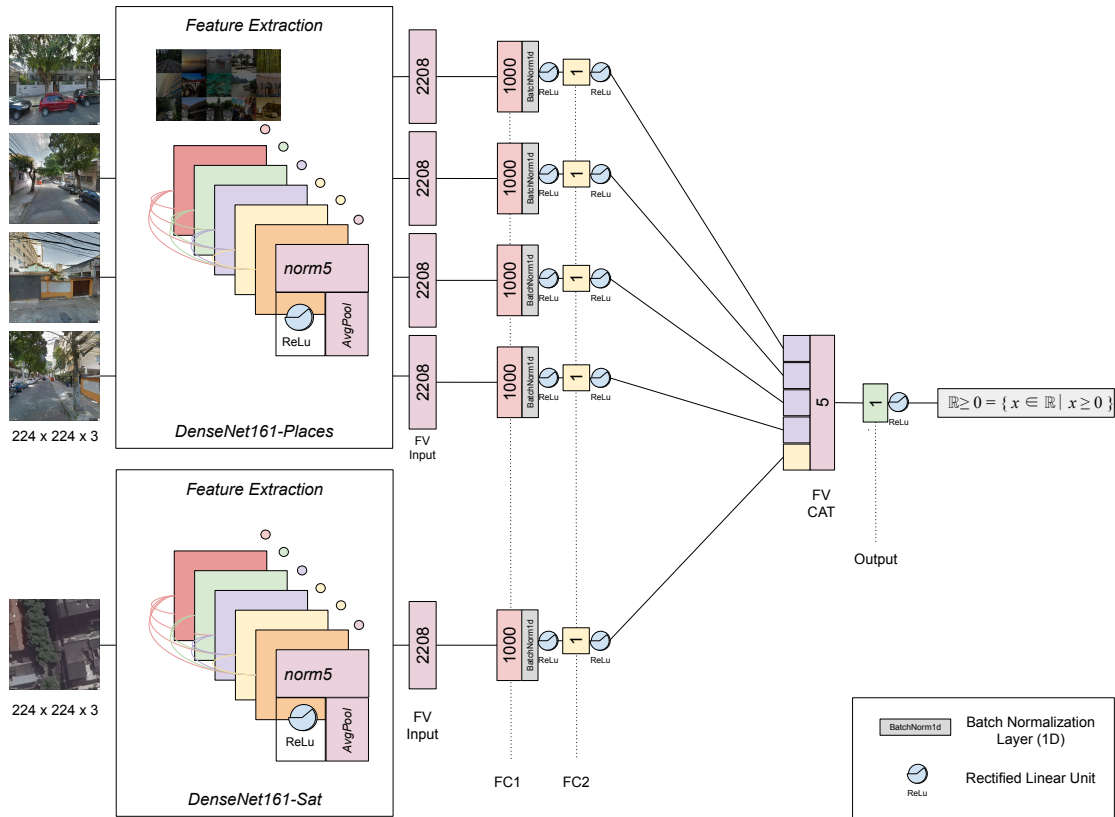 Feature Extraction
norm5
ReLu
AvgPool
DenseNet161-Places
224 x 224 x 3
2208
2208
2208
2208
FV
Input
1000
BatchNorm1d
ReLu
1
ReLu
1000
BatchNorm1d
ReLu
1
ReLu
1000
BatchNorm1d
ReLu
1
ReLu
1000
BatchNorm1d
ReLu
1
ReLu
5
FV
CAT
1
ReLu
Output
ℝ≥0 = { x ∈ ℝ | x ≥ 0 }
Feature Extraction
norm5
ReLu
AvgPool
DenseNet161-Sat
224 x 224 x 3
2208
FV
Input
1000
BatchNorm1d
ReLu
1
ReLu
FC1
FC2
BatchNorm1d
Batch Normalization
Layer (1D)
ReLu
Rectified Linear Unit